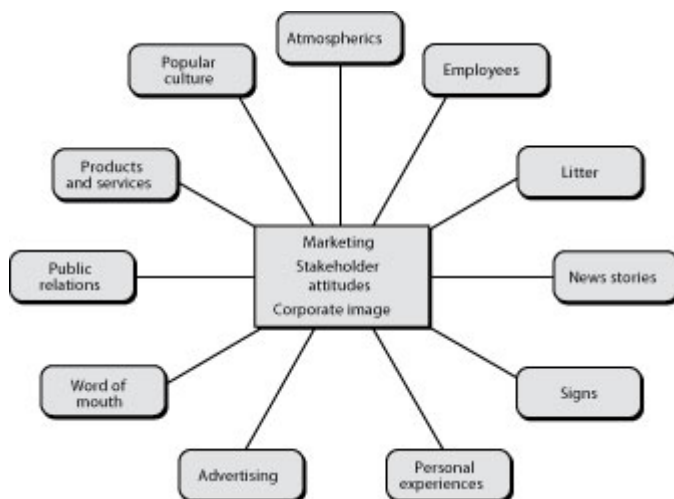 Atmospherics
Popular
culture
Employees
Products
and services
Litter
Marketing
Stakeholder
attitudes
Corporate image
Public
relations
News stories
Word of
mouth
Signs
Advertising
Personal
experiences